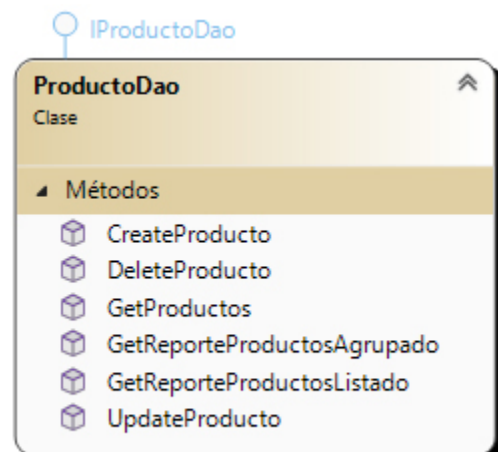 IProductoDao
ProductoDao
Clase
Métodos
CreateProducto
DeleteProducto
GetProductos
GetReporteProductosAgrupado
GetReporteProductosListado
UpdateProducto